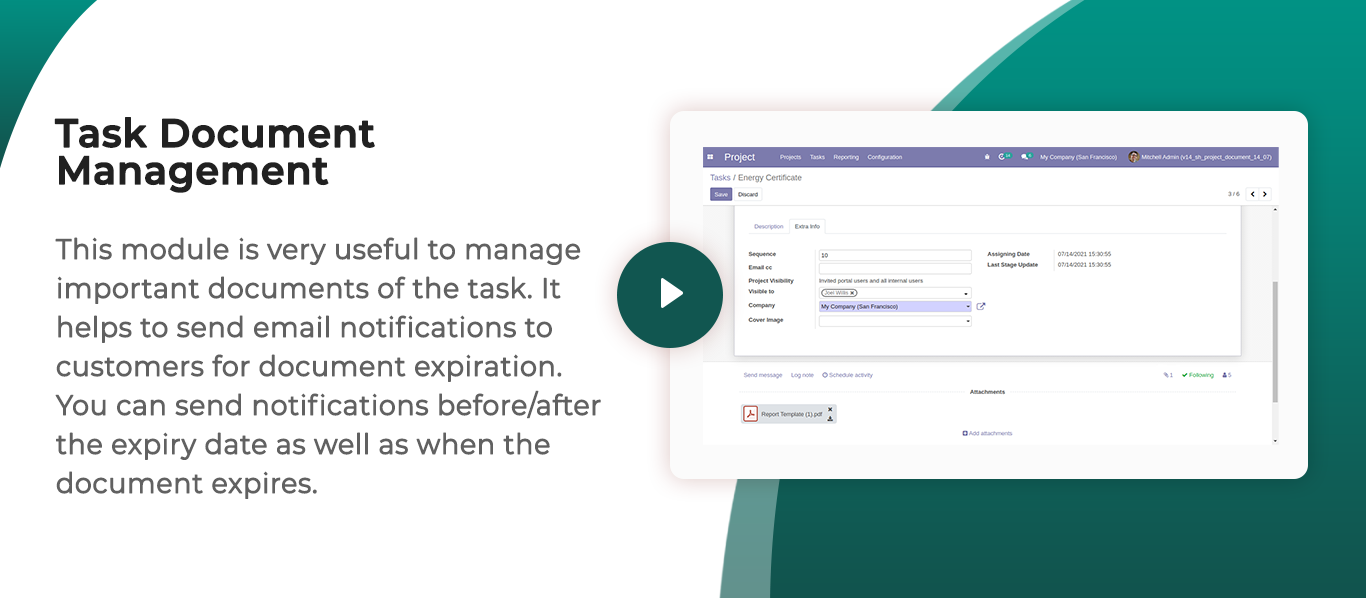 Task Document
Management
This module is very useful to manage
important documents of the task. It
helps to send email notifications to
customers for document expiration.
You can send notifications before/after
the expiry date as well as when the
document expires.
Project Projects Tasks Reporting Configuration My Company (San Francisco) Mitchell Admin (v14_sh_project_document_14_07)
Tasks / Energy Certificate
Save Discard 3 / 6
Description Extra Info
Sequence 10 Assigning Date 07/14/2021 15:30:55
Email cc Last Stage Update 07/14/2021 15:30:55
Project Visibility Invited portal users and all internal users
Visible to Joel Willis
Company My Company (San Francisco)
Cover Image
Send message Log note Schedule activity 1 Following 5
Attachments
Report Template (1).pdf
Add attachments